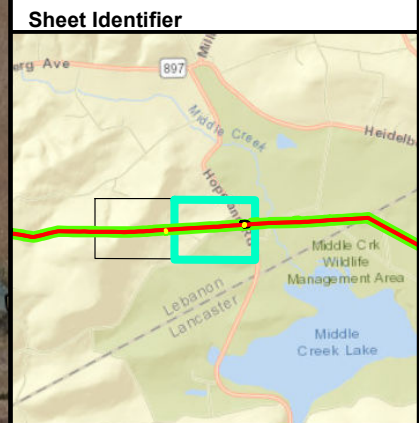 Sheet Identifier
erg Ave
897
Mill
Middle Creek
Heidelb
Hopeland Rd
Middle Crk
Wildlife
Management Area
Lebanon
Lancaster
Middle
Creek Lake